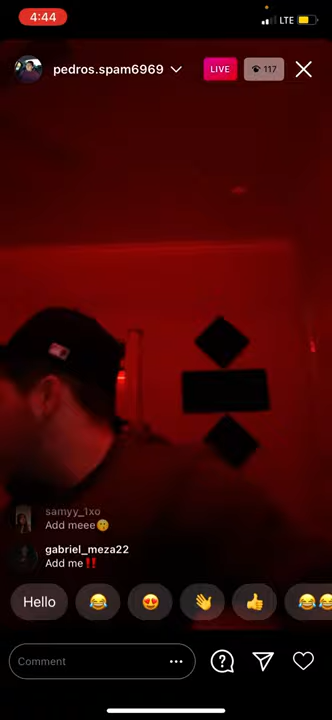 4:44
LTE
pedros.spam6969
LIVE
117
samyy_1xo
Add meee🤨
gabriel_meza22
Add me‼️
Hello
😂
😍
👋
👍
😂😂
Comment